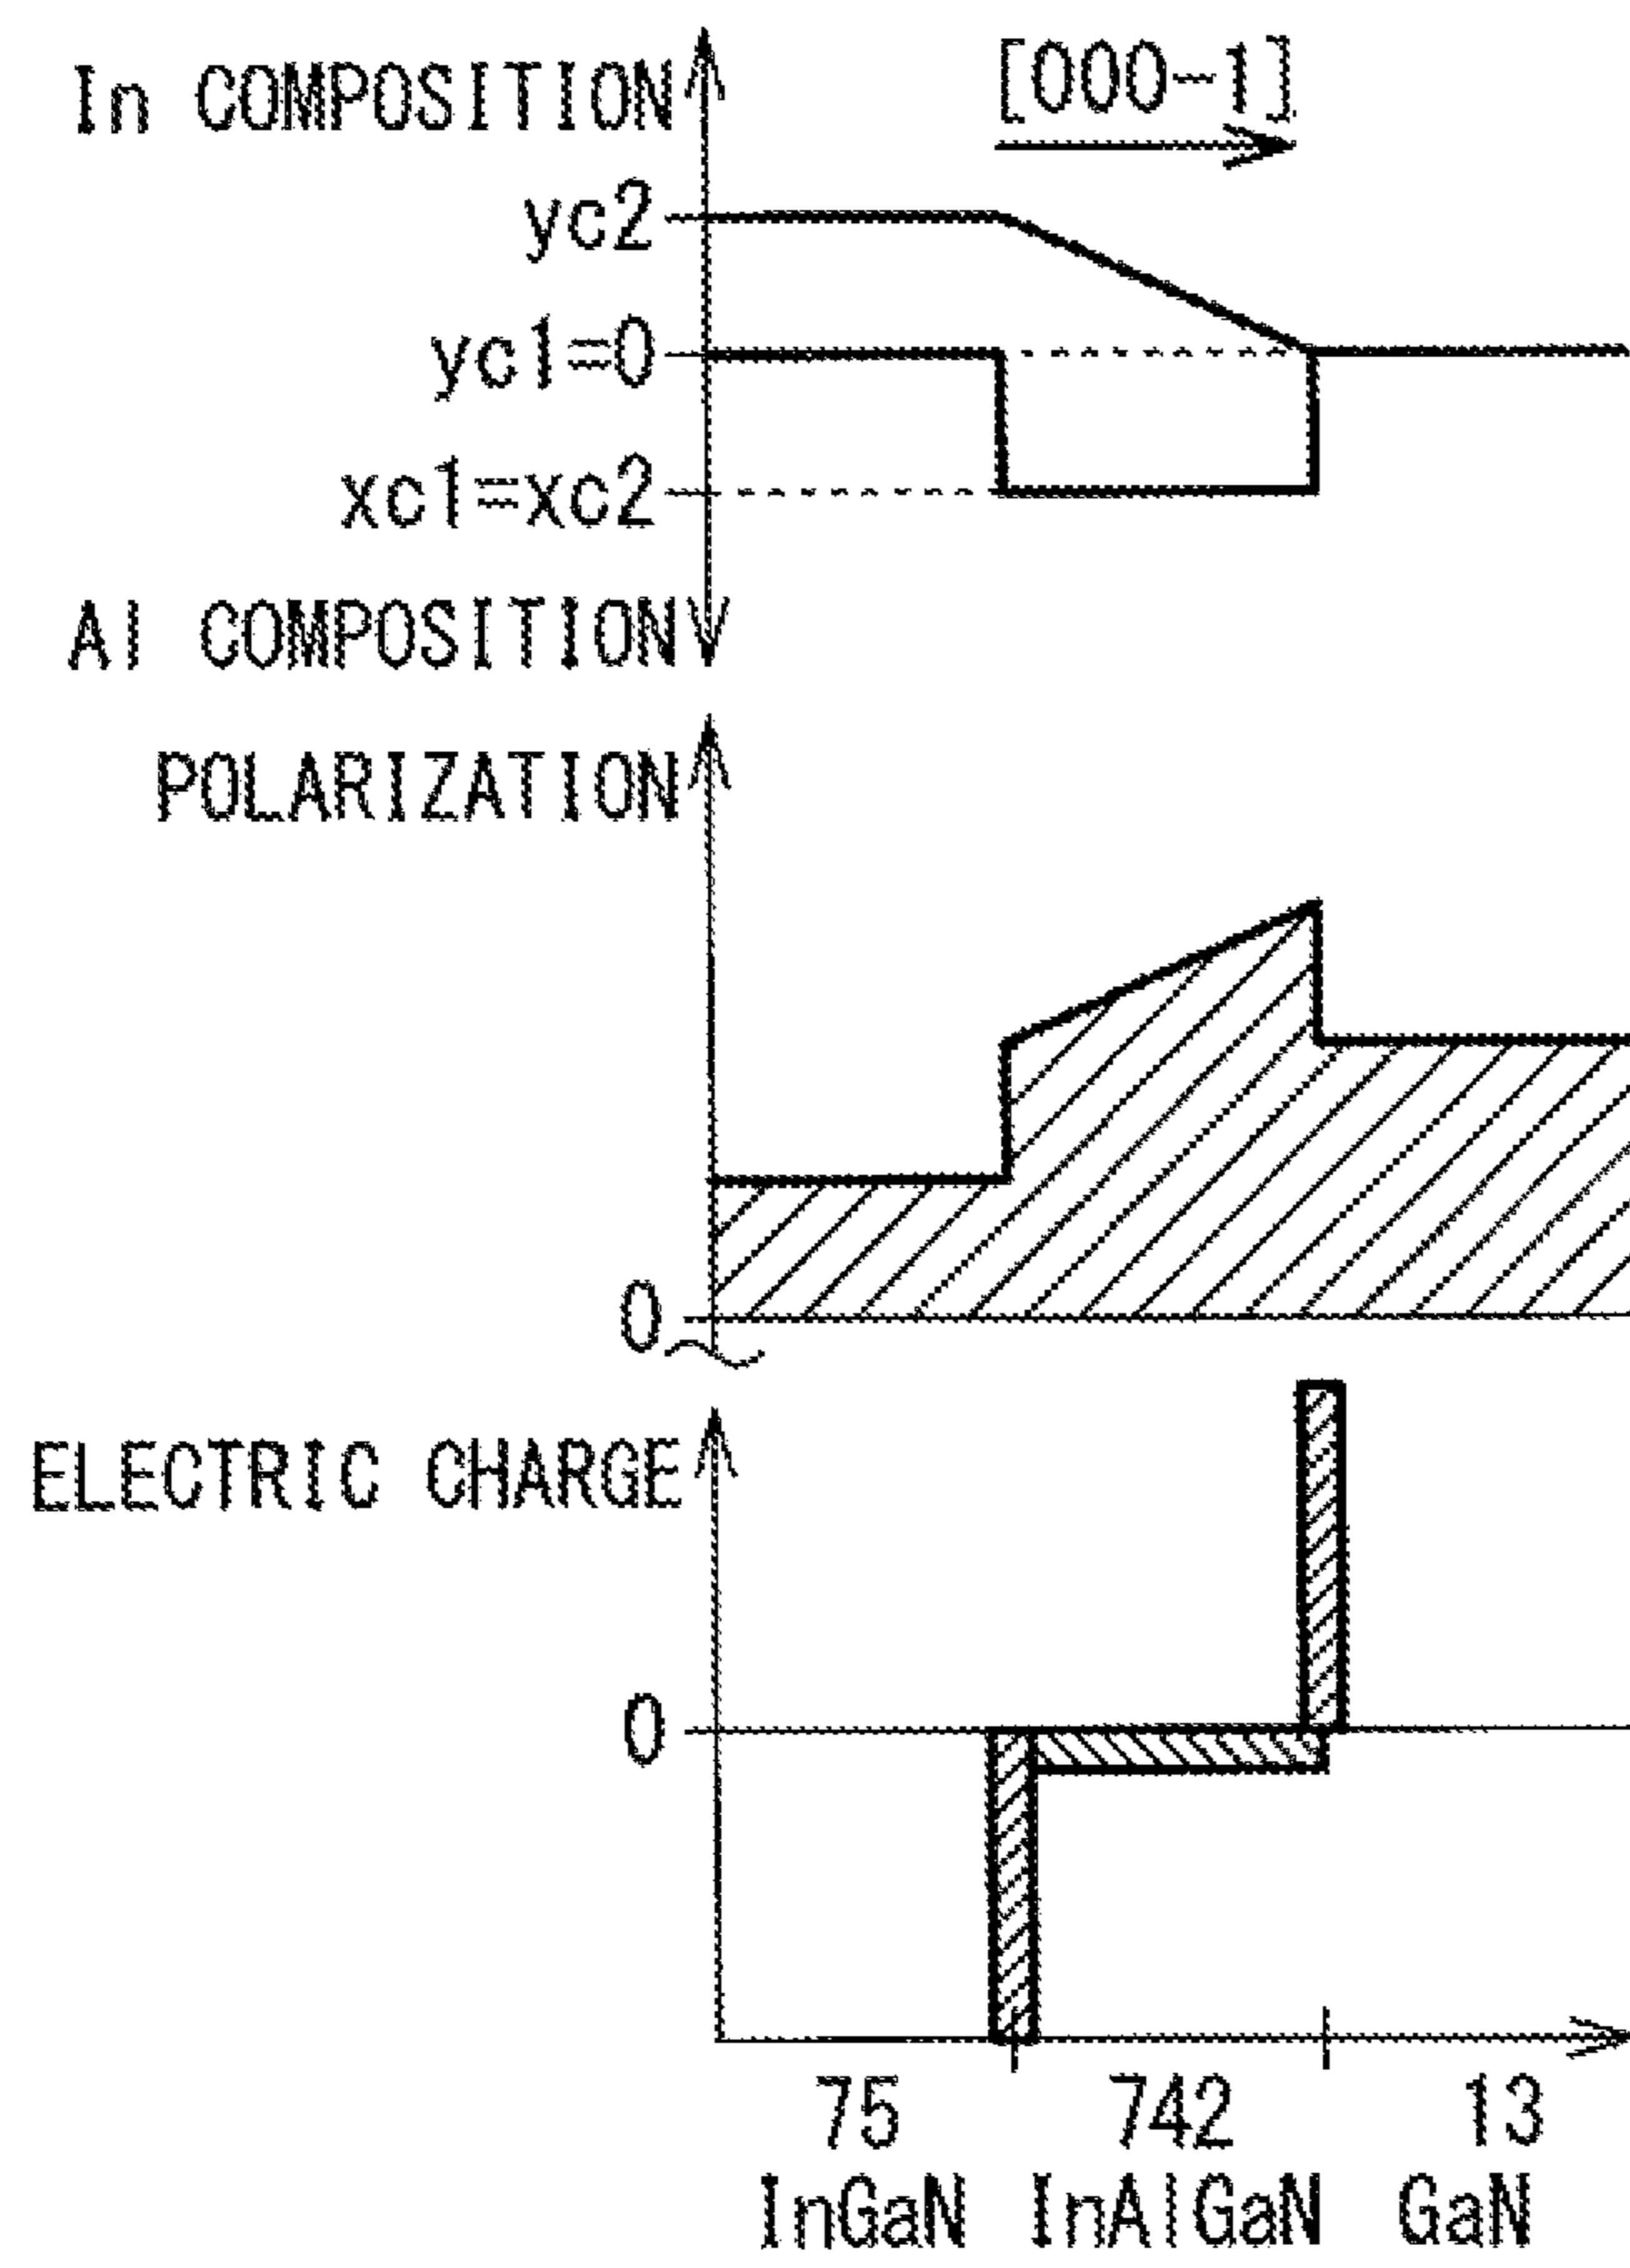 In COMPOSITION
[000-1]
yc2
yc1=0
xc1=xc2
Al COMPOSITION
POLARIZATION
0
ELECTRIC CHARGE
0
75 742 13
InGaN InAlGaN GaN